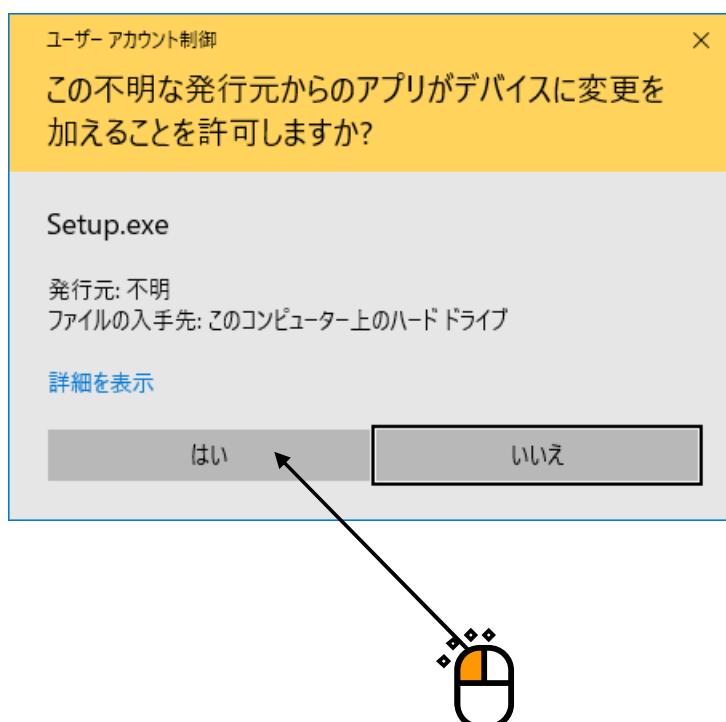 ユーザー アカウント制御
この不明な発行元からのアプリがデバイスに変更を
加えることを許可しますか?
Setup.exe
発行元: 不明
ファイルの入手先: このコンピューター上のハード ドライブ
詳細を表示
はい
いいえ